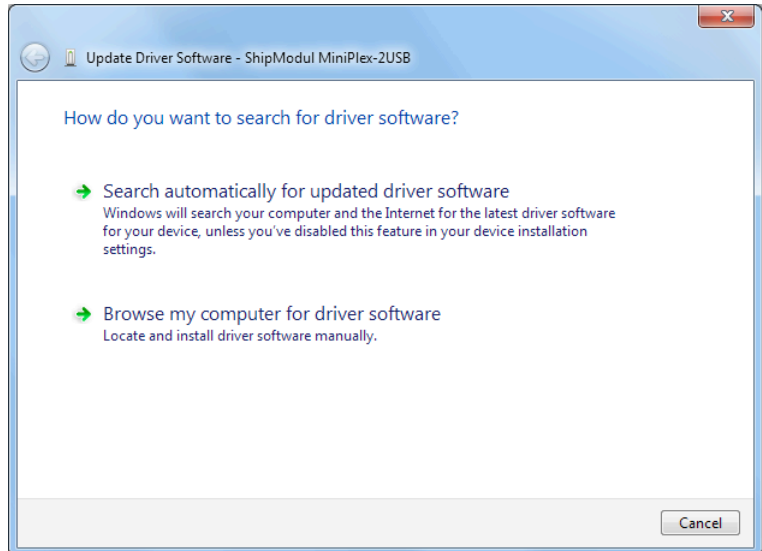 Update Driver Software - ShipModul MiniPlex-2USB
How do you want to search for driver software?
Search automatically for updated driver software
Windows will search your computer and the Internet for the latest driver software
for your device, unless you've disabled this feature in your device installation
settings.
Browse my computer for driver software
Locate and install driver software manually.
Cancel